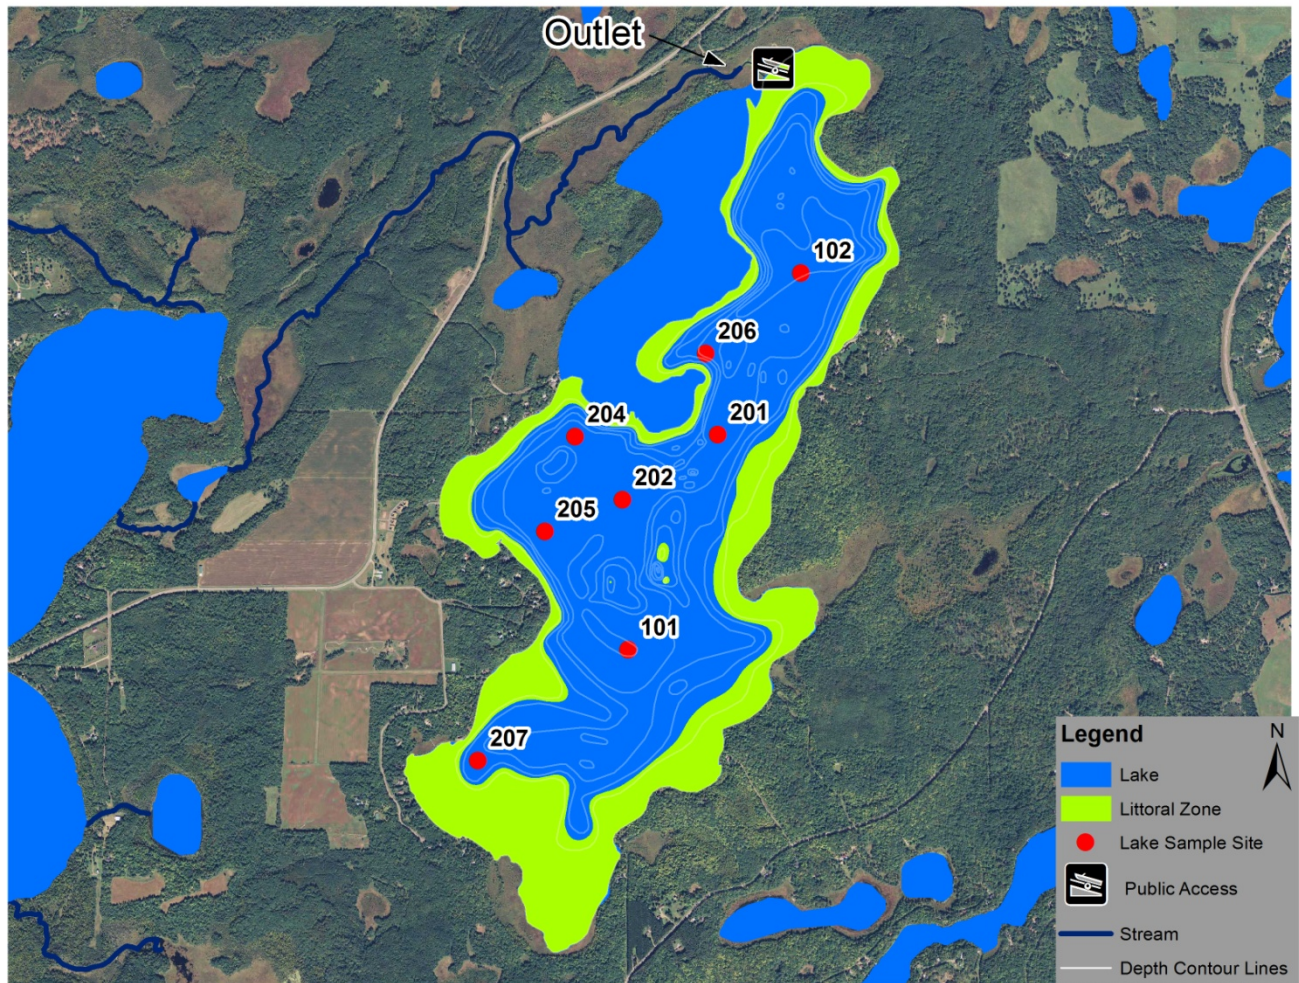 Outlet
102
206
204
201
202
205
101
207
Legend
N
Lake
Littoral Zone
Lake Sample Site
Public Access
Stream
Depth Contour Lines